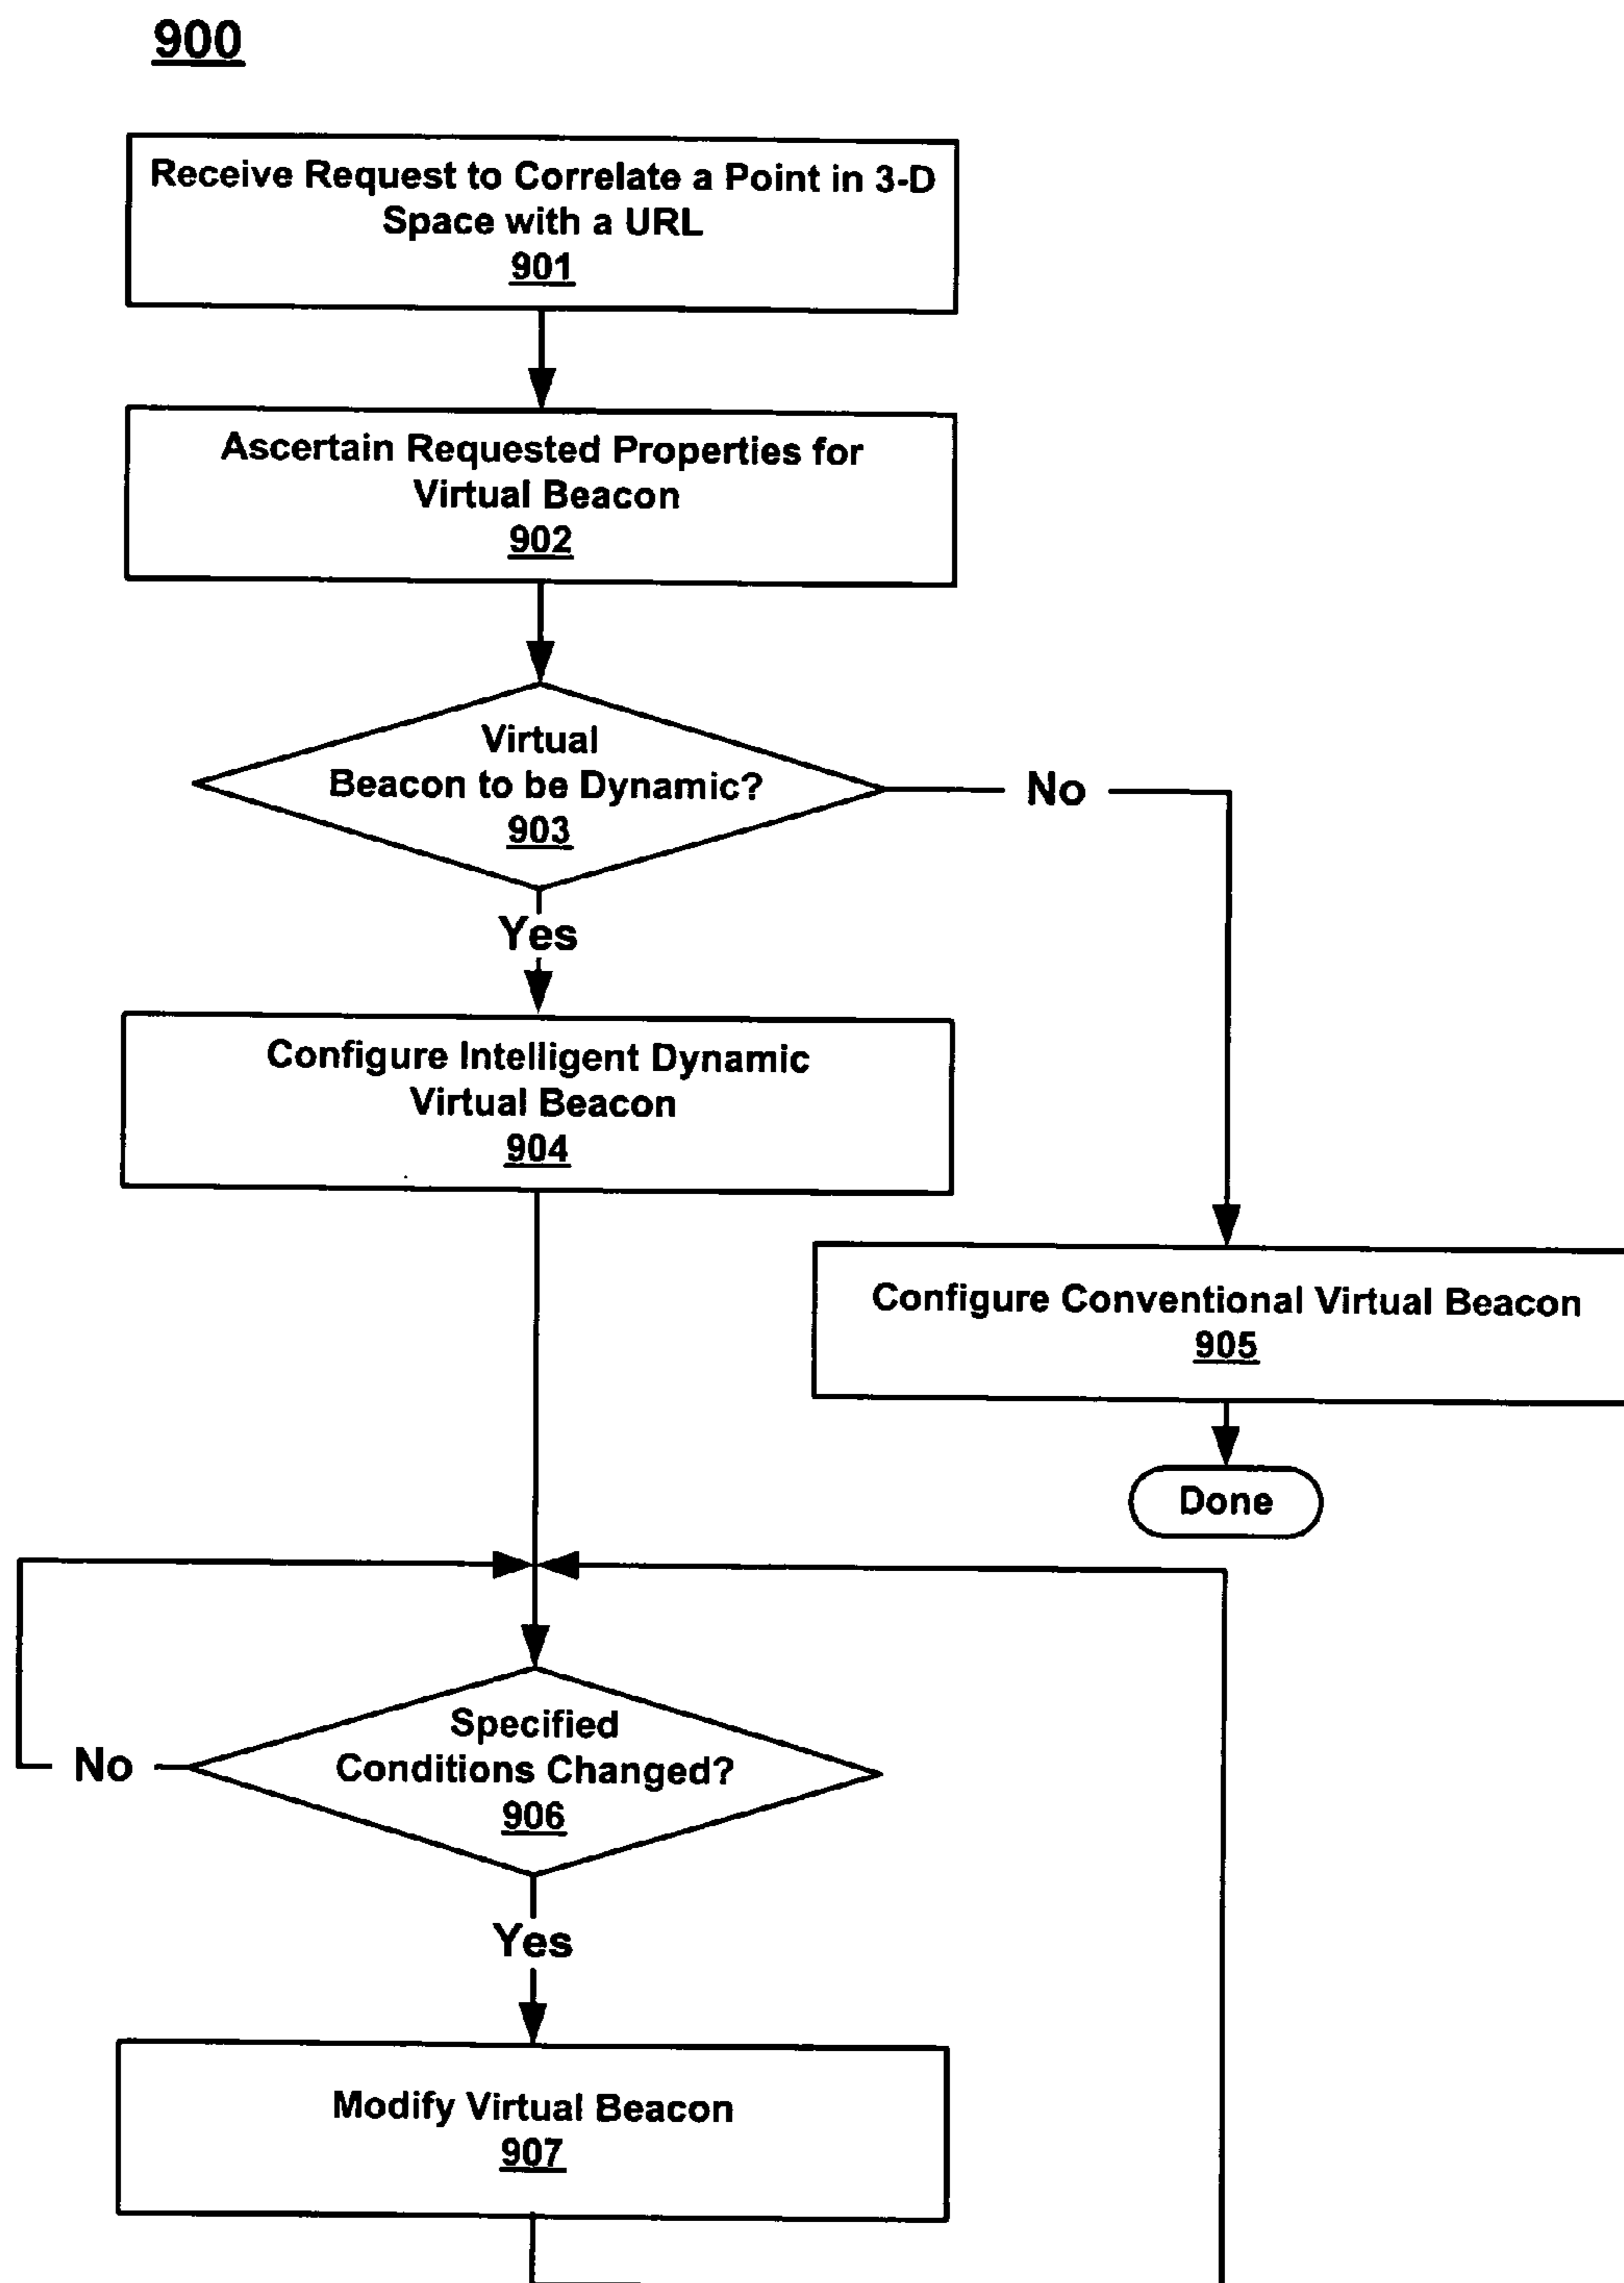 900
Receive Request to Correlate a Point in 3-D
Space with a URL
901
Ascertain Requested Properties for
Virtual Beacon
902
Virtual
Beacon to be Dynamic?
903
No
Yes
Configure Intelligent Dynamic
Virtual Beacon
904
Configure Conventional Virtual Beacon
905
Done
Specified
Conditions Changed?
906
No
Yes
Modify Virtual Beacon
907